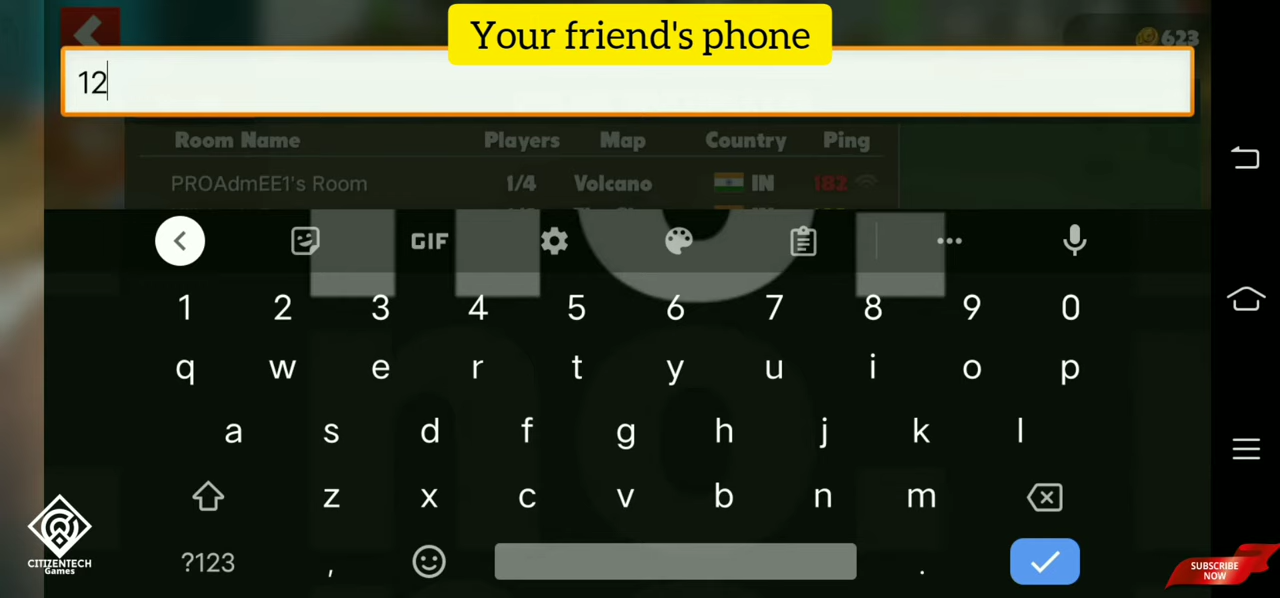 Your friend's phone
623
12
Room Name Players Map Country Ping
PROAdmEE1's Room 1/4 Volcano IN 182
GIF
1 2 3 4 5 6 7 8 9 0
q w e r t y u i o p
a s d f g h j k l
z x c v b n m
?123 , .
CITIZENTECH
Games
SUBSCRIBE
NOW